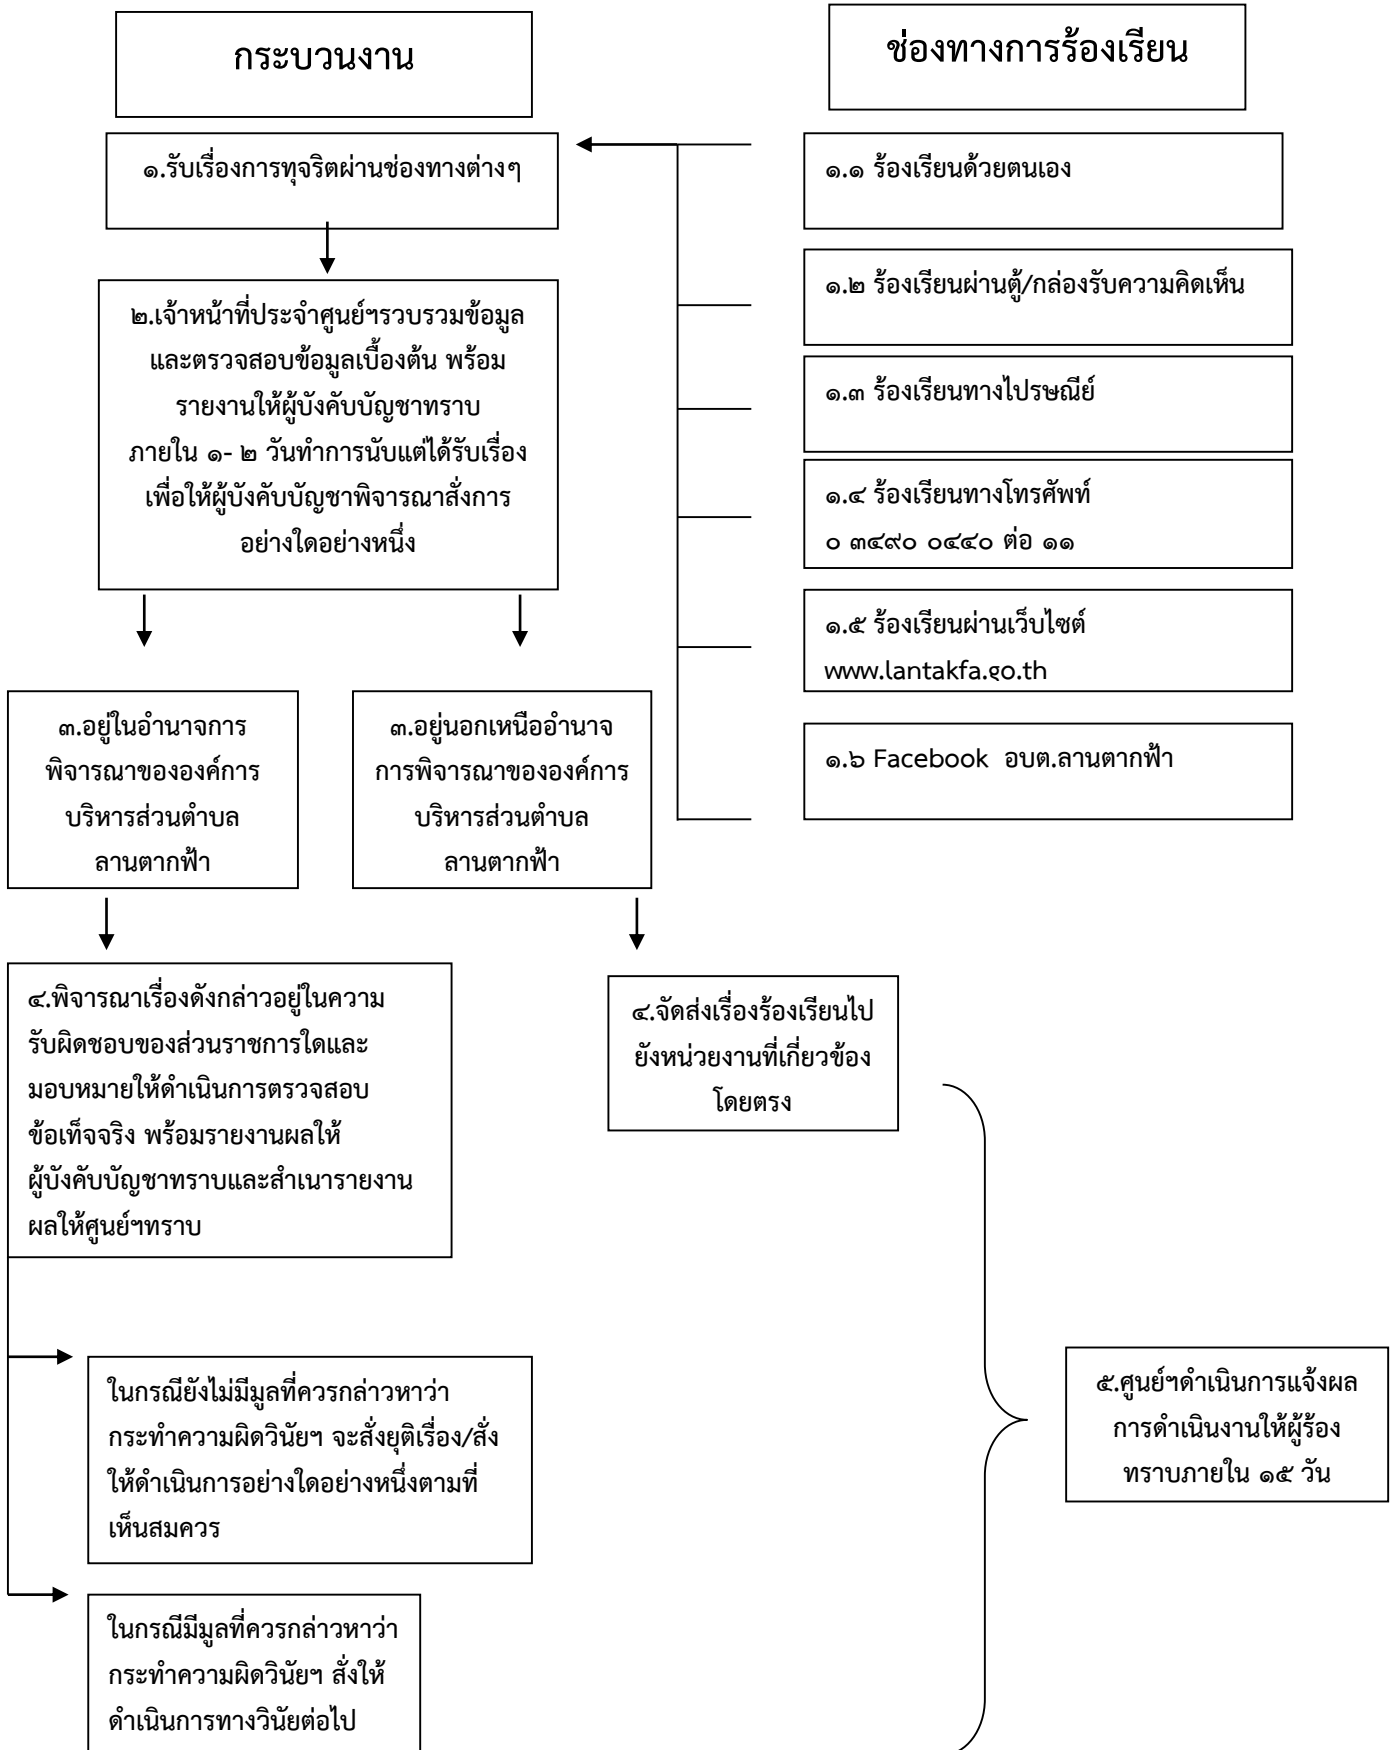 กระบวนงาน
ช่องทางการร้องเรียน
๑.รับเรื่องการทุจริตผ่านช่องทางต่างๆ
๑.๑ ร้องเรียนด้วยตนเอง
๑.๒ ร้องเรียนผ่านตู้/กล่องรับความคิดเห็น
๑.๓ ร้องเรียนทางไปรษณีย์
๑.๔ ร้องเรียนทางโทรศัพท์
๐ ๓๔๙๐ ๐๔๔๐ ต่อ ๑๑
๑.๕ ร้องเรียนผ่านเว็บไซต์
www.lantakfa.go.th
๑.๖ Facebook อบต.ลานตากฟ้า
๒.เจ้าหน้าที่ประจำศูนย์ฯรวบรวมข้อมูล
และตรวจสอบข้อมูลเบื้องต้น พร้อม
รายงานให้ผู้บังคับบัญชาทราบ
ภายใน ๑- ๒ วันทำการนับแต่ได้รับเรื่อง
เพื่อให้ผู้บังคับบัญชาพิจารณาสั่งการ
อย่างใดอย่างหนึ่ง
๓.อยู่ในอำนาจการ
พิจารณาขององค์การ
บริหารส่วนตำบล
ลานตากฟ้า
๓.อยู่นอกเหนืออำนาจ
การพิจารณาขององค์การ
บริหารส่วนตำบล
ลานตากฟ้า
๔.พิจารณาเรื่องดังกล่าวอยู่ในความ
รับผิดชอบของส่วนราชการใดและ
มอบหมายให้ดำเนินการตรวจสอบ
ข้อเท็จจริง พร้อมรายงานผลให้
ผู้บังคับบัญชาทราบและสำเนารายงาน
ผลให้ศูนย์ฯทราบ
๔.จัดส่งเรื่องร้องเรียนไป
ยังหน่วยงานที่เกี่ยวข้อง
โดยตรง
ในกรณียังไม่มีมูลที่ควรกล่าวหาว่า
กระทำความผิดวินัยฯ จะสั่งยุติเรื่อง/สั่ง
ให้ดำเนินการอย่างใดอย่างหนึ่งตามที่
เห็นสมควร
ในกรณีมีมูลที่ควรกล่าวหาว่า
กระทำความผิดวินัยฯ สั่งให้
ดำเนินการทางวินัยต่อไป
๕.ศูนย์ฯดำเนินการแจ้งผล
การดำเนินงานให้ผู้ร้อง
ทราบภายใน ๑๕ วัน